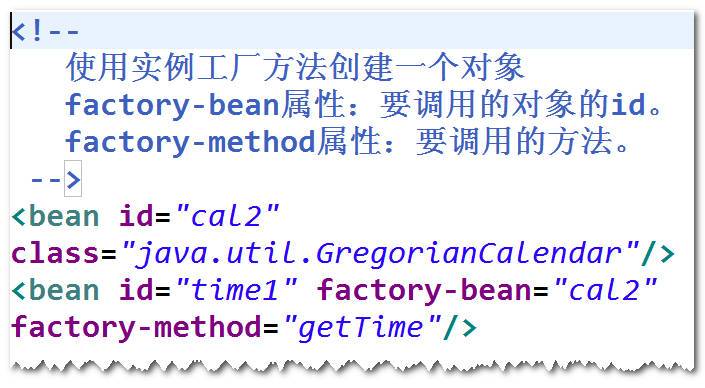 <!--
使用实例工厂方法创建一个对象
factory-bean属性：要调用的对象的id。
factory-method属性：要调用的方法。
-->
<bean id="cal2"
class="java.util.GregorianCalendar"/>
<bean id="time1" factory-bean="cal2"
factory-method="getTime"/>